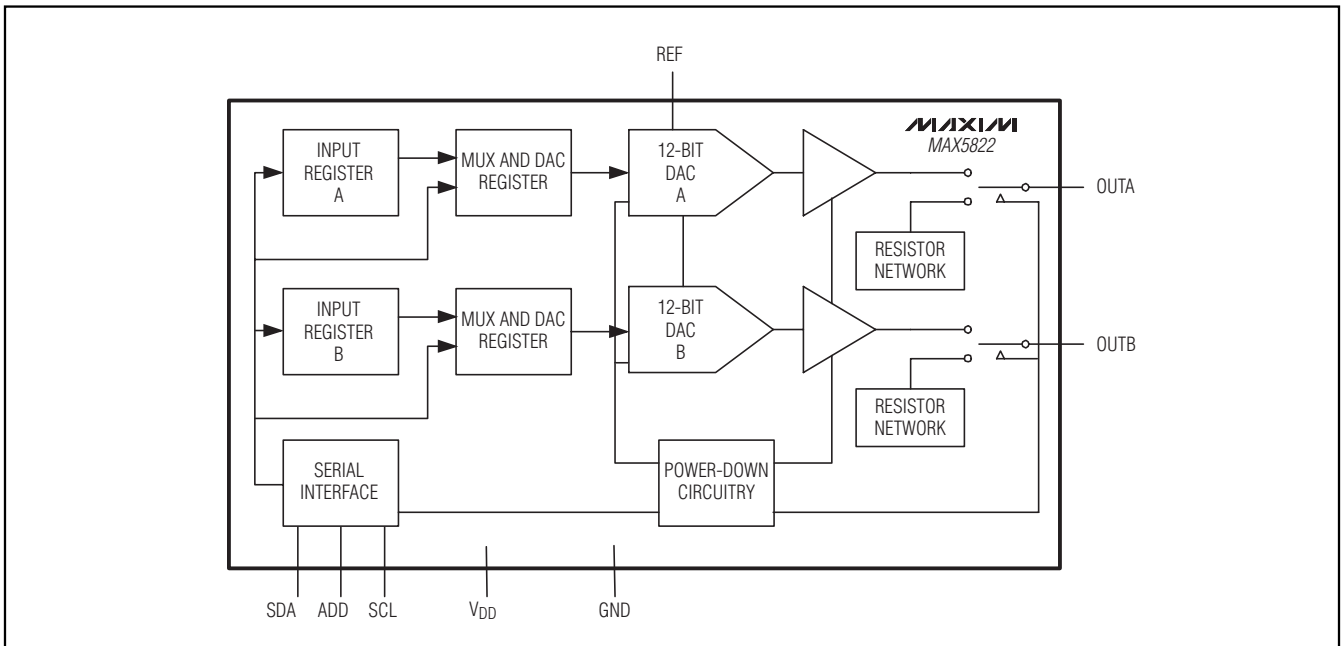 REF
MAXIM
MAX5822
INPUT
REGISTER
A
MUX AND DAC
REGISTER
12-BIT
DAC
A
OUTA
RESISTOR
NETWORK
INPUT
REGISTER
B
MUX AND DAC
REGISTER
12-BIT
DAC
B
OUTB
RESISTOR
NETWORK
SERIAL
INTERFACE
POWER-DOWN
CIRCUITRY
SDA ADD SCL VDD GND